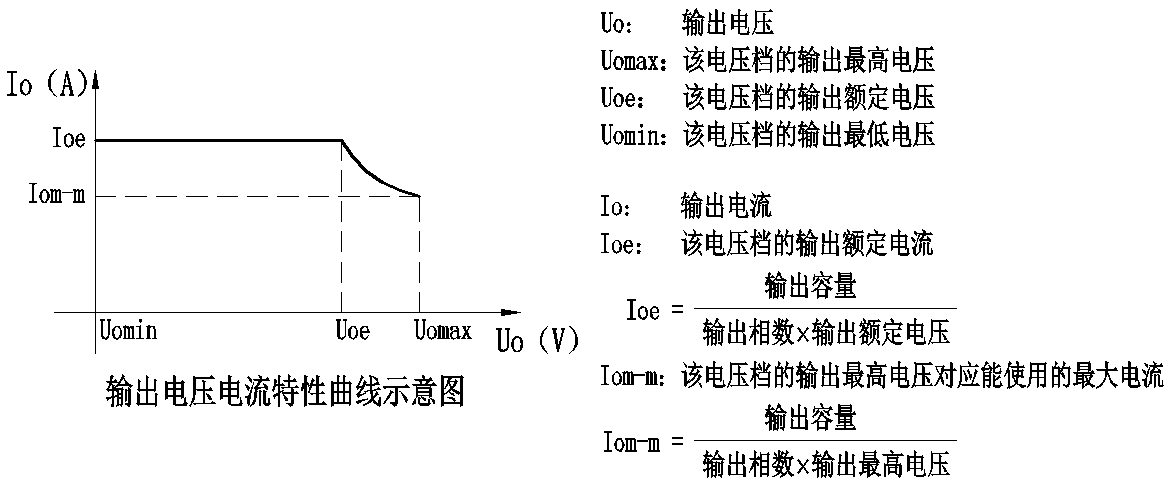 Io (A)
Ioe
Iom-m
Uomin
Uoe
Uomax
Uo (V)
输出电压电流特性曲线示意图
Uo: 输出电压
Uomax: 该电压档的输出最高电压
Uoe: 该电压档的输出额定电压
Uomin: 该电压档的输出最低电压
Io: 输出电流
Ioe: 该电压档的输出额定电流
输出容量
Ioe =
输出相数×输出额定电压
Iom-m: 该电压档的输出最高电压对应能使用的最大电流
输出容量
Iom-m =
输出相数×输出最高电压